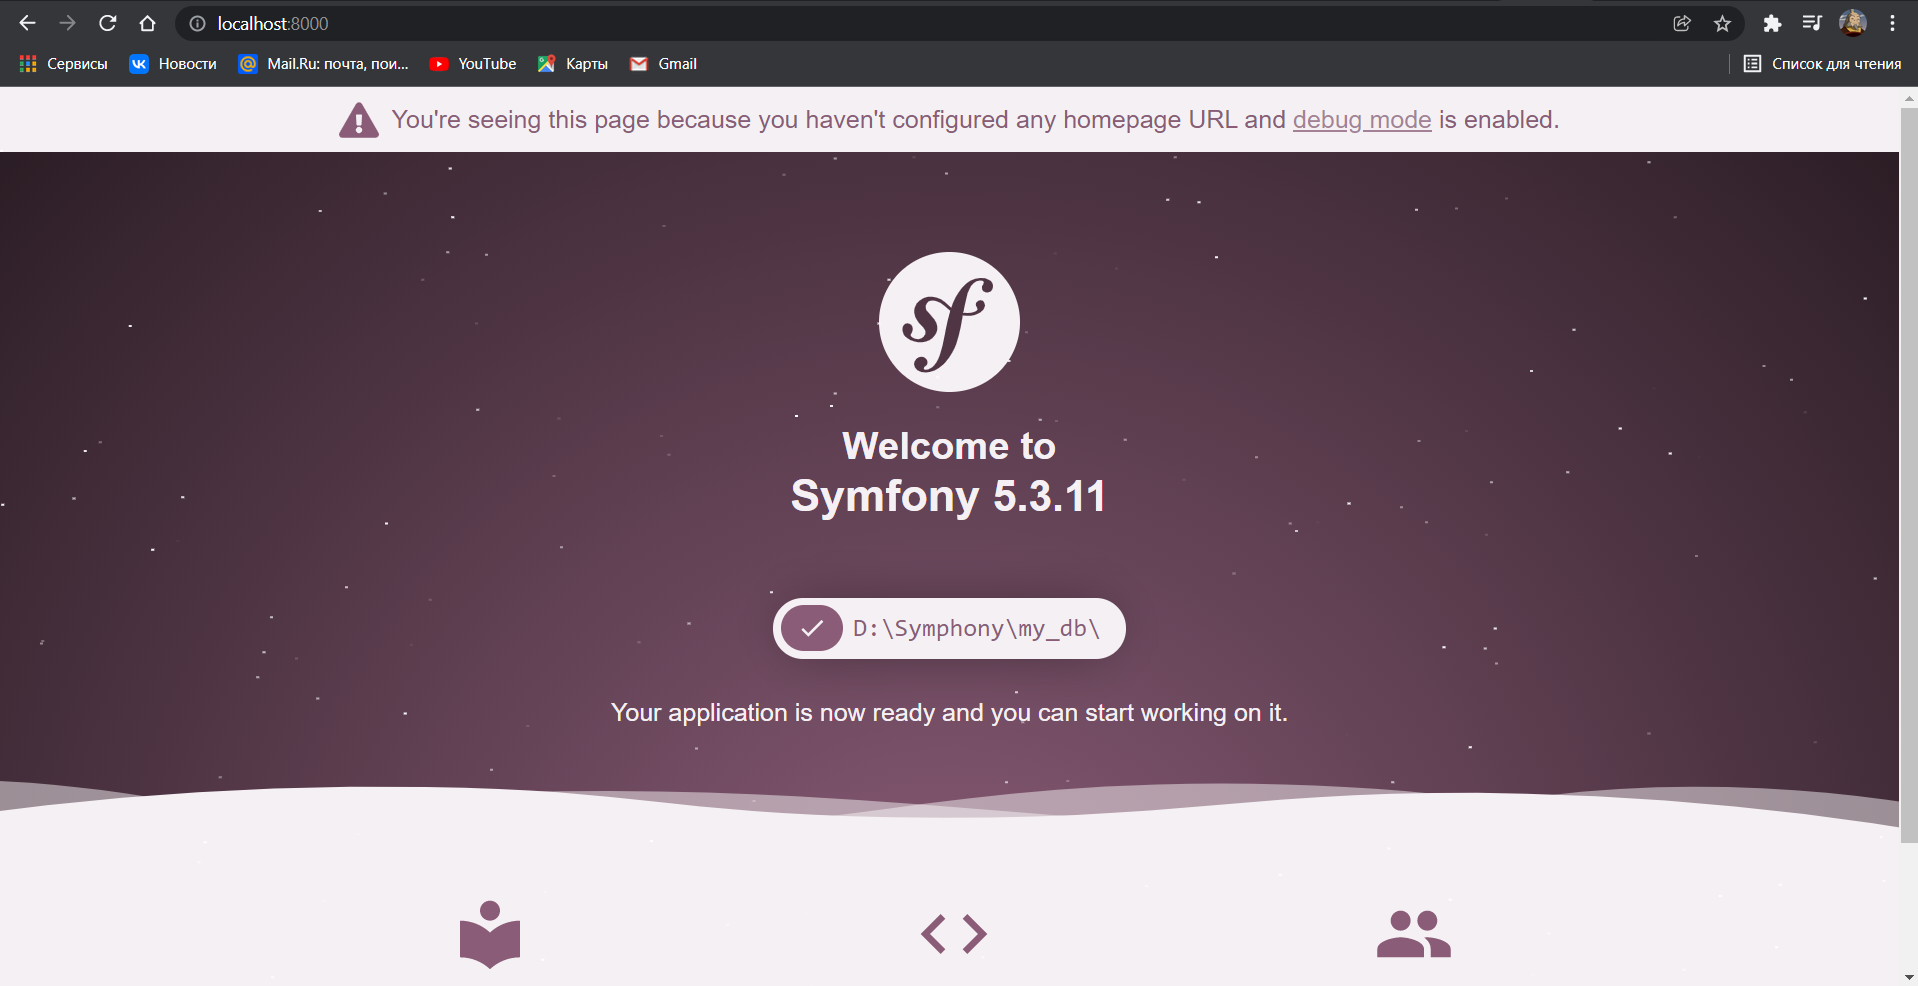 localhost:8000
Сервисы Новости Mail.Ru: почта, пои... YouTube Карты Gmail Список для чтения
You're seeing this page because you haven't configured any homepage URL and debug mode is enabled.
sf
Welcome to
Symfony 5.3.11
D:\Symphony\my_db\
Your application is now ready and you can start working on it.